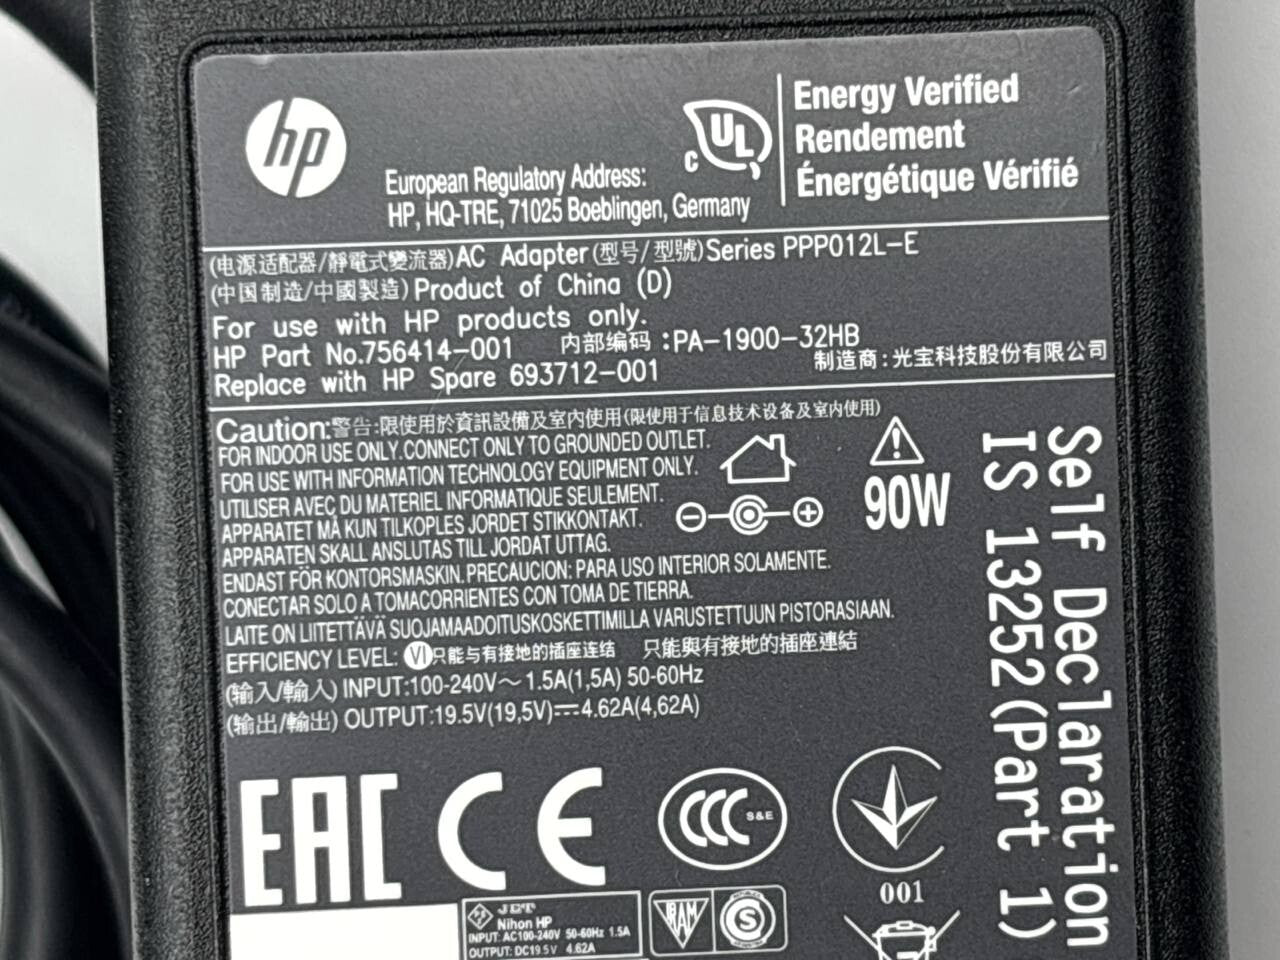 hp
European Regulatory Address:
HP, HQ-TRE, 71025 Boeblingen, Germany
C UL
Energy Verified
Rendement
Énergétique Vérifié
(电源适配器/靜電式變流器)AC Adapter(型号/型號)Series PPP012L-E
(中国制造/中國製造)Product of China (D)
For use with HP products only.
HP Part No.756414-001 内部编码:PA-1900-32HB
Replace with HP Spare 693712-001 制造商:光宝科技股份有限公司
Caution:警告:限使用於資訊設備及室內使用(限使用于信息技术设备及室内使用)
FOR INDOOR USE ONLY.CONNECT ONLY TO GROUNDED OUTLET.
FOR USE WITH INFORMATION TECHNOLOGY EQUIPMENT ONLY.
UTILISER AVEC DU MATERIEL INFORMATIQUE SEULEMENT.
APPARATET MÅ KUN TILKOPLES JORDET STIKKONTAKT.
APPARATEN SKALL ANSLUTAS TILL JORDAT UTTAG.
ENDAST FÖR KONTORSMASKIN. PRECAUCION: PARA USO INTERIOR SOLAMENTE.
CONECTAR SOLO A TOMACORRIENTES CON TOMA DE TIERRA.
LAITE ON LIITETTÄVÄ SUOJAMAADOITUSKOSKETTIMILLA VARUSTETTUUN PISTORASIAAN.
EFFICIENCY LEVEL: VI 只能与有接地的插座连结 只能與有接地的插座連結
(输入/輸入) INPUT:100-240V~ 1.5A(1,5A) 50-60Hz
(输出/輸出) OUTPUT:19.5V(19,5V)⎓4.62A(4,62A)
90W
Self Declaration
IS 13252(Part 1)
EAC CE CCC S&E
001
JET
Nihon HP
INPUT: AC100-240V 50-60Hz 1.5A
OUTPUT: DC19.5V 4.62A
IRAM S